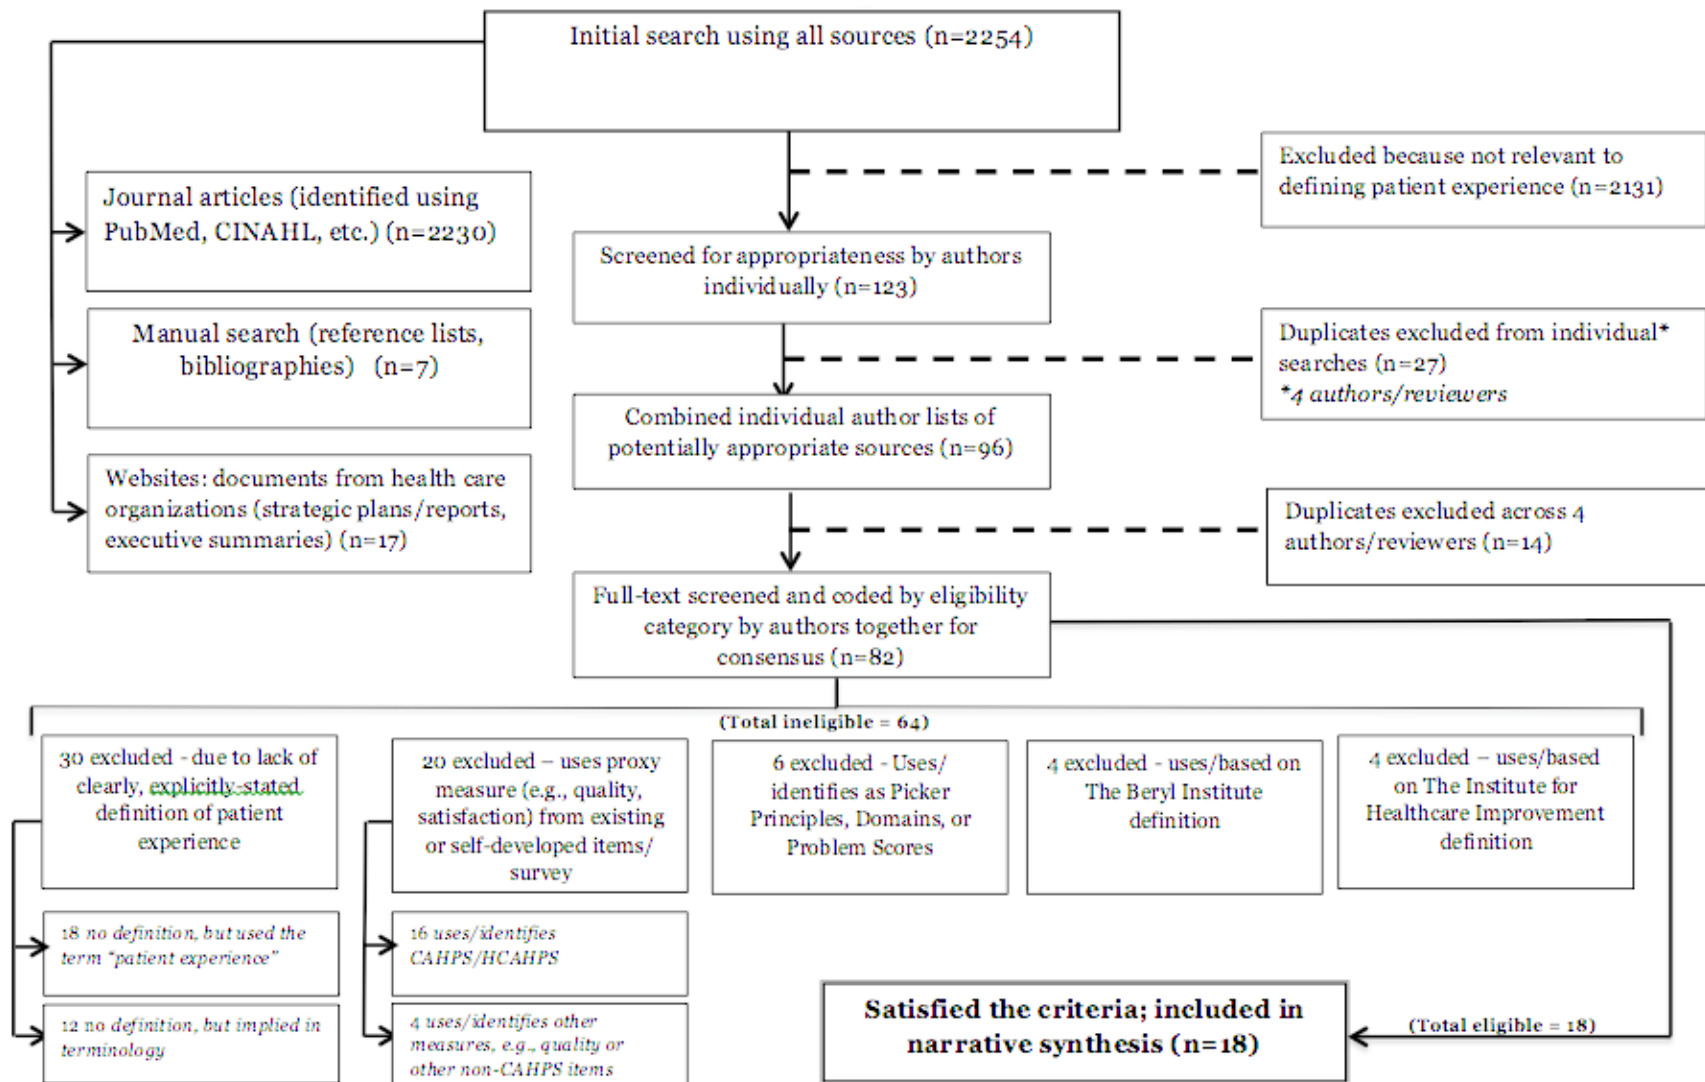 Initial search using all sources (n=2254)
Journal articles (identified using
PubMed, CINAHL, etc.) (n=2230)
Manual search (reference lists,
bibliographies) (n=7)
Websites: documents from health care
organizations (strategic plans/reports,
executive summaries) (n=17)
Excluded because not relevant to
defining patient experience (n=2131)
Screened for appropriateness by authors
individually (n=123)
Duplicates excluded from individual*
searches (n=27)
*4 authors/reviewers
Combined individual author lists of
potentially appropriate sources (n=96)
Duplicates excluded across 4
authors/reviewers (n=14)
Full-text screened and coded by eligibility
category by authors together for
consensus (n=82)
(Total ineligible = 64)
30 excluded - due to lack of
clearly, explicitly-stated
definition of patient
experience
18 no definition, but used the
term “patient experience”
12 no definition, but implied in
terminology
20 excluded – uses proxy
measure (e.g., quality,
satisfaction) from existing
or self-developed items/
survey
16 uses/identifies
CAHPS/HCAHPS
4 uses/identifies other
measures, e.g., quality or
other non-CAHPS items
6 excluded - Uses/
identifies as Picker
Principles, Domains, or
Problem Scores
4 excluded - uses/based on
The Beryl Institute
definition
4 excluded – uses/based
on The Institute for
Healthcare Improvement
definition
Satisfied the criteria; included in
narrative synthesis (n=18)
(Total eligible = 18)